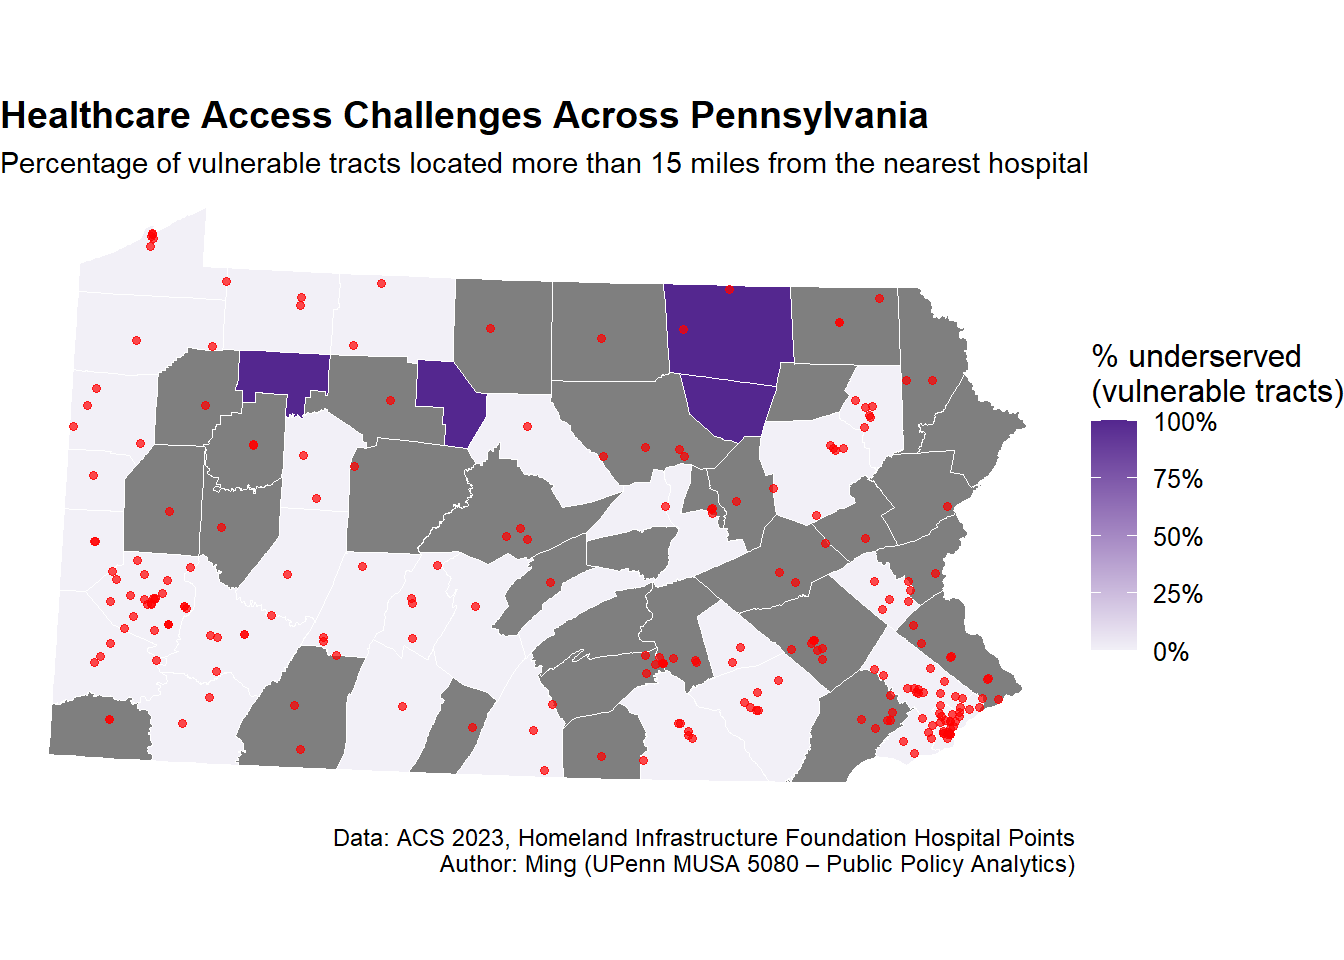 Healthcare Access Challenges Across Pennsylvania
Percentage of vulnerable tracts located more than 15 miles from the nearest hospital
% underserved
(vulnerable tracts)
100%
75%
50%
25%
0%
Data: ACS 2023, Homeland Infrastructure Foundation Hospital Points
Author: Ming (UPenn MUSA 5080 – Public Policy Analytics)